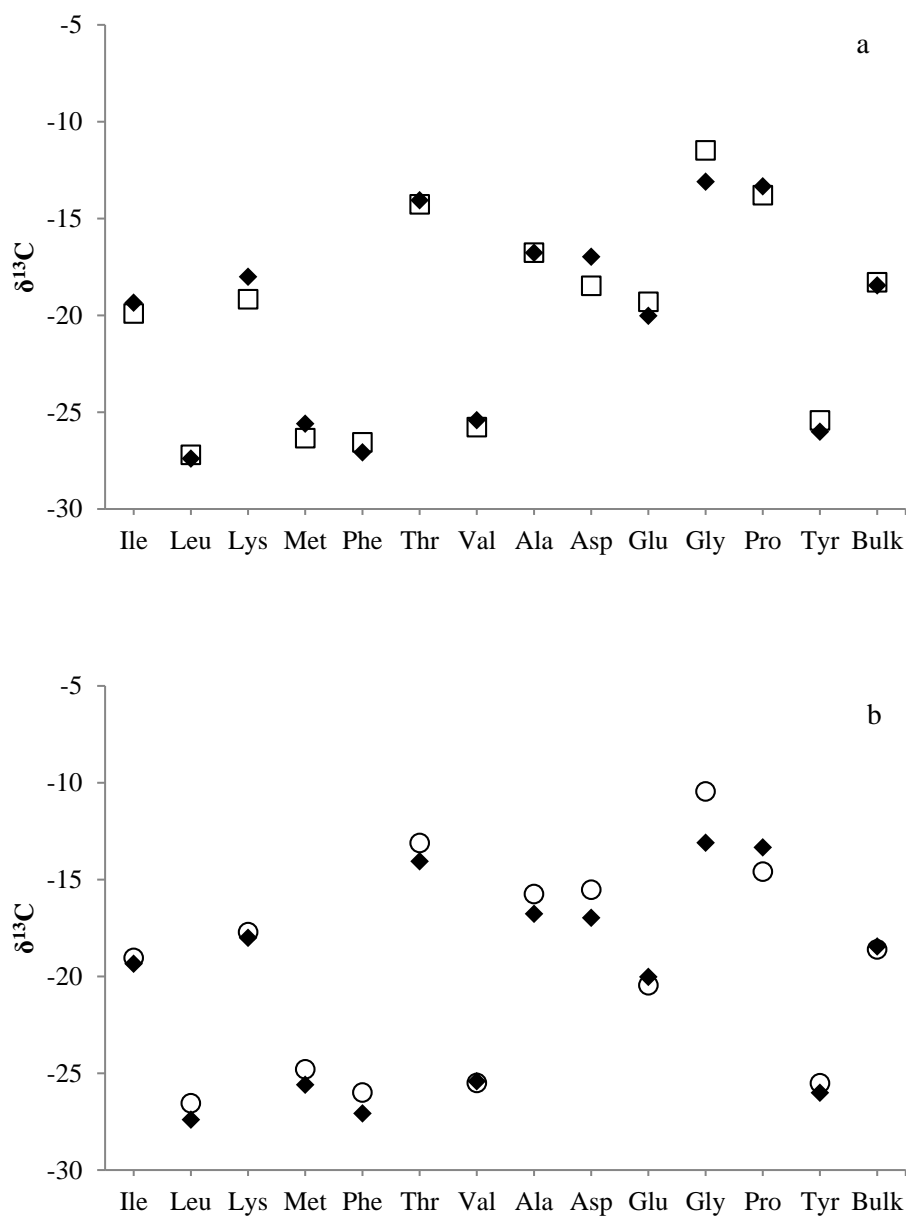 a
-5
-10
-15
-20
-25
-30
δ¹³C
Ile Leu Lys Met Phe Thr Val Ala Asp Glu Gly Pro Tyr Bulk
b
-5
-10
-15
-20
-25
-30
δ¹³C
Ile Leu Lys Met Phe Thr Val Ala Asp Glu Gly Pro Tyr Bulk